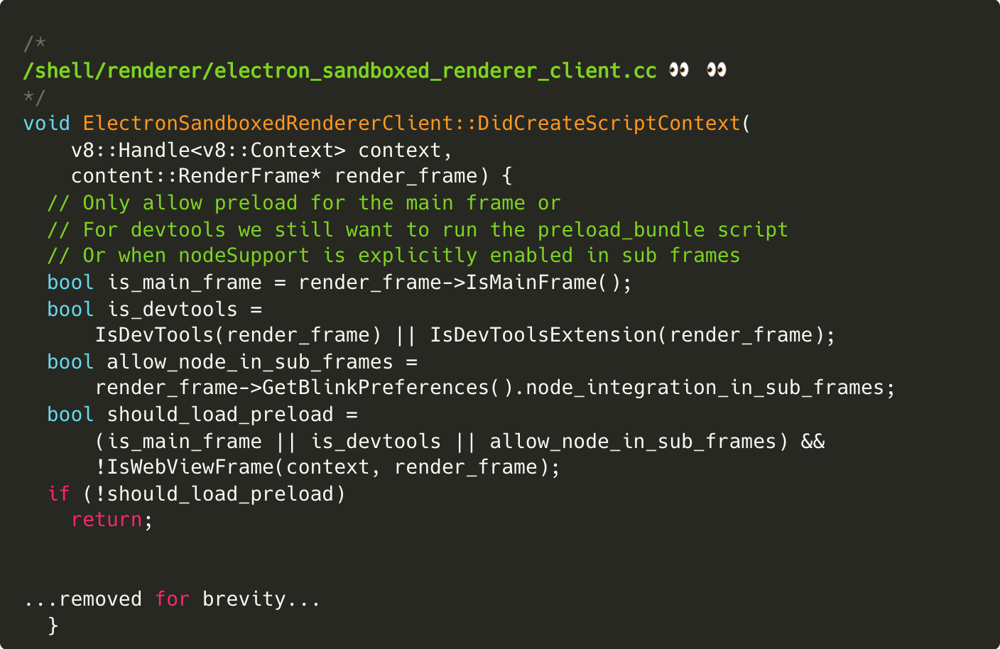 /*
/shell/renderer/electron_sandboxed_renderer_client.cc 👀 👀
*/
void ElectronSandboxedRendererClient::DidCreateScriptContext(
    v8::Handle<v8::Context> context,
    content::RenderFrame* render_frame) {
  // Only allow preload for the main frame or
  // For devtools we still want to run the preload_bundle script
  // Or when nodeSupport is explicitly enabled in sub frames
  bool is_main_frame = render_frame->IsMainFrame();
  bool is_devtools =
      IsDevTools(render_frame) || IsDevToolsExtension(render_frame);
  bool allow_node_in_sub_frames =
      render_frame->GetBlinkPreferences().node_integration_in_sub_frames;
  bool should_load_preload =
      (is_main_frame || is_devtools || allow_node_in_sub_frames) &&
      !IsWebViewFrame(context, render_frame);
  if (!should_load_preload)
    return;
...removed for brevity...
  }